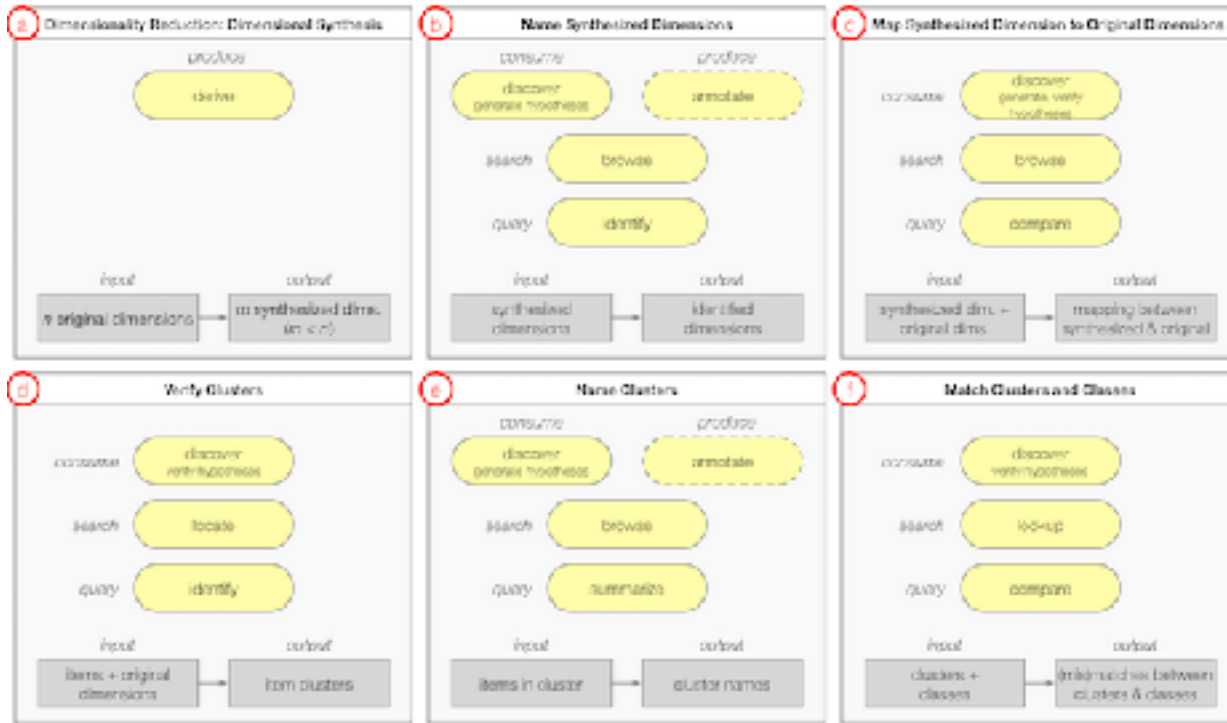 a Dimensionality Reduction: Dimensional Synthesis
produce
derive
input output
n original dimensions
m synthesized dims.
(m < n)
b Name Synthesized Dimensions
consume produce
discover
generate hypotheses
annotate
search browse
query identify
input output
synthesized
dimensions
identified
dimensions
c Map Synthesized Dimension to Original Dimensions
consume
discover
generate, verify
hypotheses
search browse
query compare
input output
synthesized dim. +
original dims.
mapping between
synthesized & original
d Verify Clusters
consume
discover
verify hypotheses
search locate
query identify
input output
items + original
dimensions
item clusters
e Name Clusters
consume produce
discover
generate hypotheses
annotate
search browse
query summarize
input output
items in cluster
cluster names
f Match Clusters and Classes
consume
discover
verify hypotheses
search lookup
query compare
input output
clusters +
classes
(mis)matches between
clusters & classes